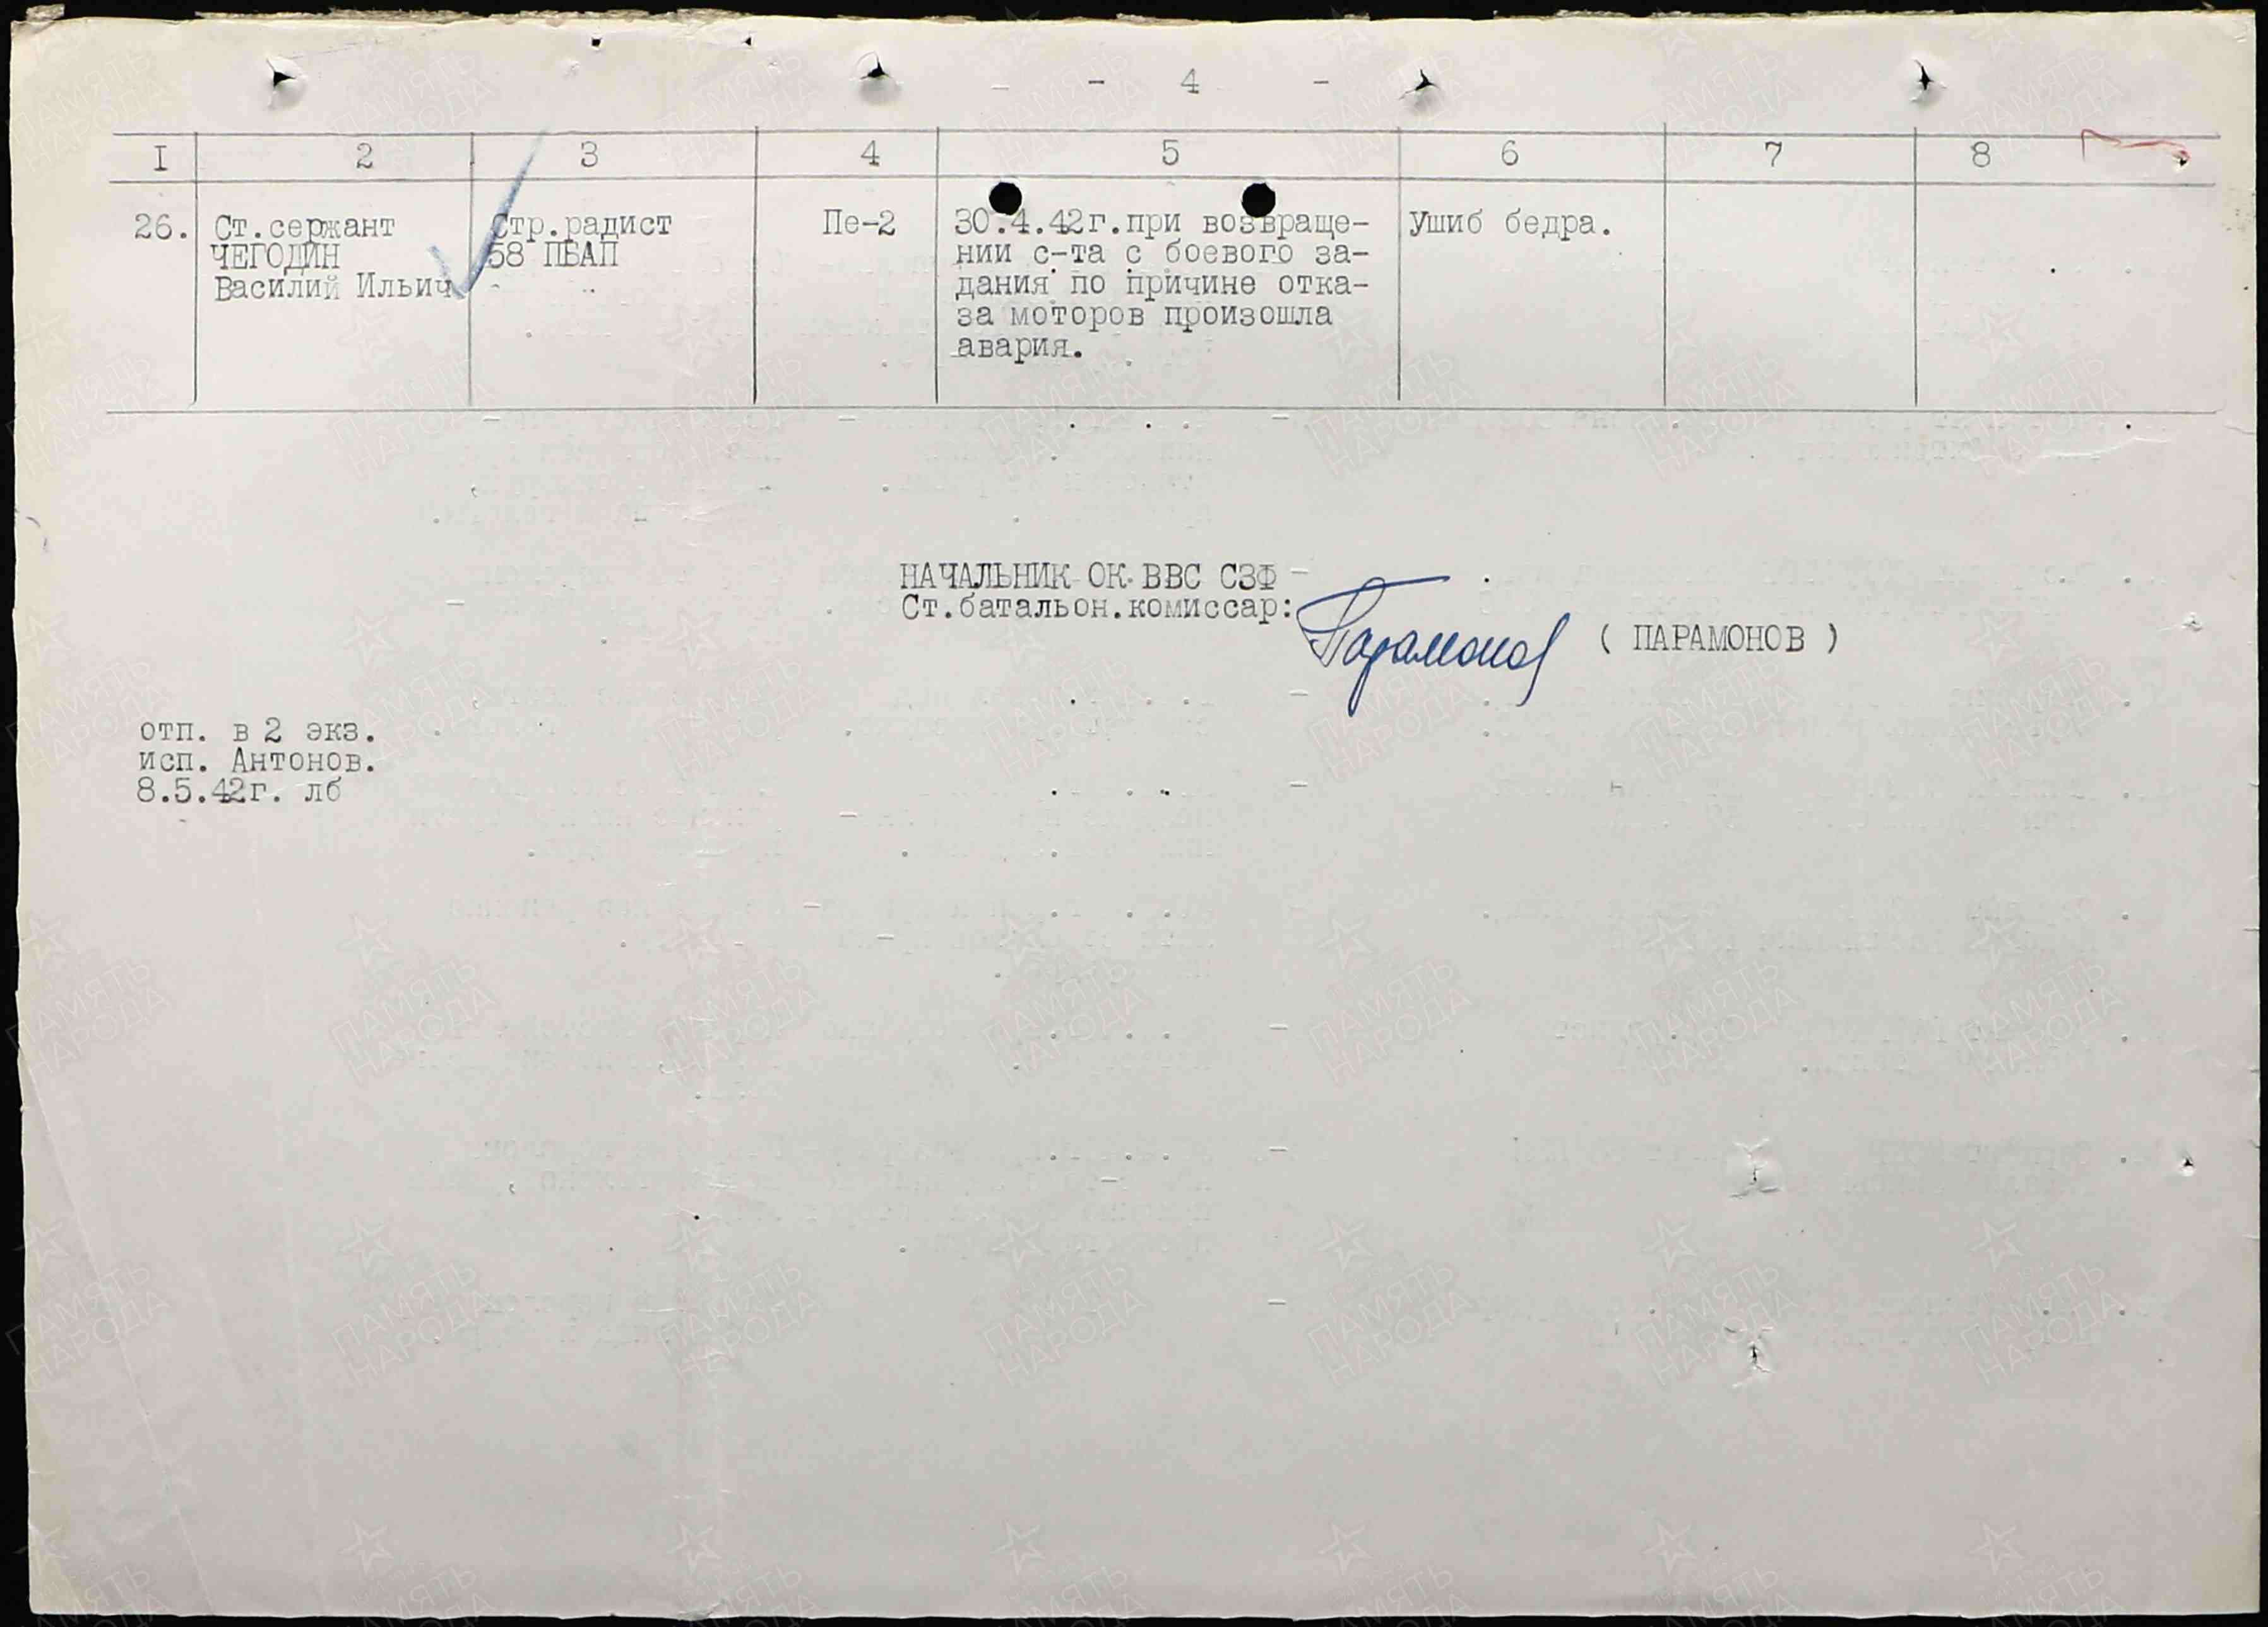 - 4 -
I 2 3 4 5 6 7 8
26. Ст.сержант Стр.радист Пе-2 30.4.42г.при возвраще- Ушиб бедра.
ЧЕГОДИН 58 ПБАП нии с-та с боевого за-
Василий Ильич дания по причине отка-
за моторов произошла
авария.
НАЧАЛЬНИК ОК ВВС СЗФ -
Ст.батальон.комиссар:
Парамонов ( ПАРАМОНОВ )
отп. в 2 экз.
исп. Антонов.
8.5.42г. лб
ПАМЯТЬ НАРОДА